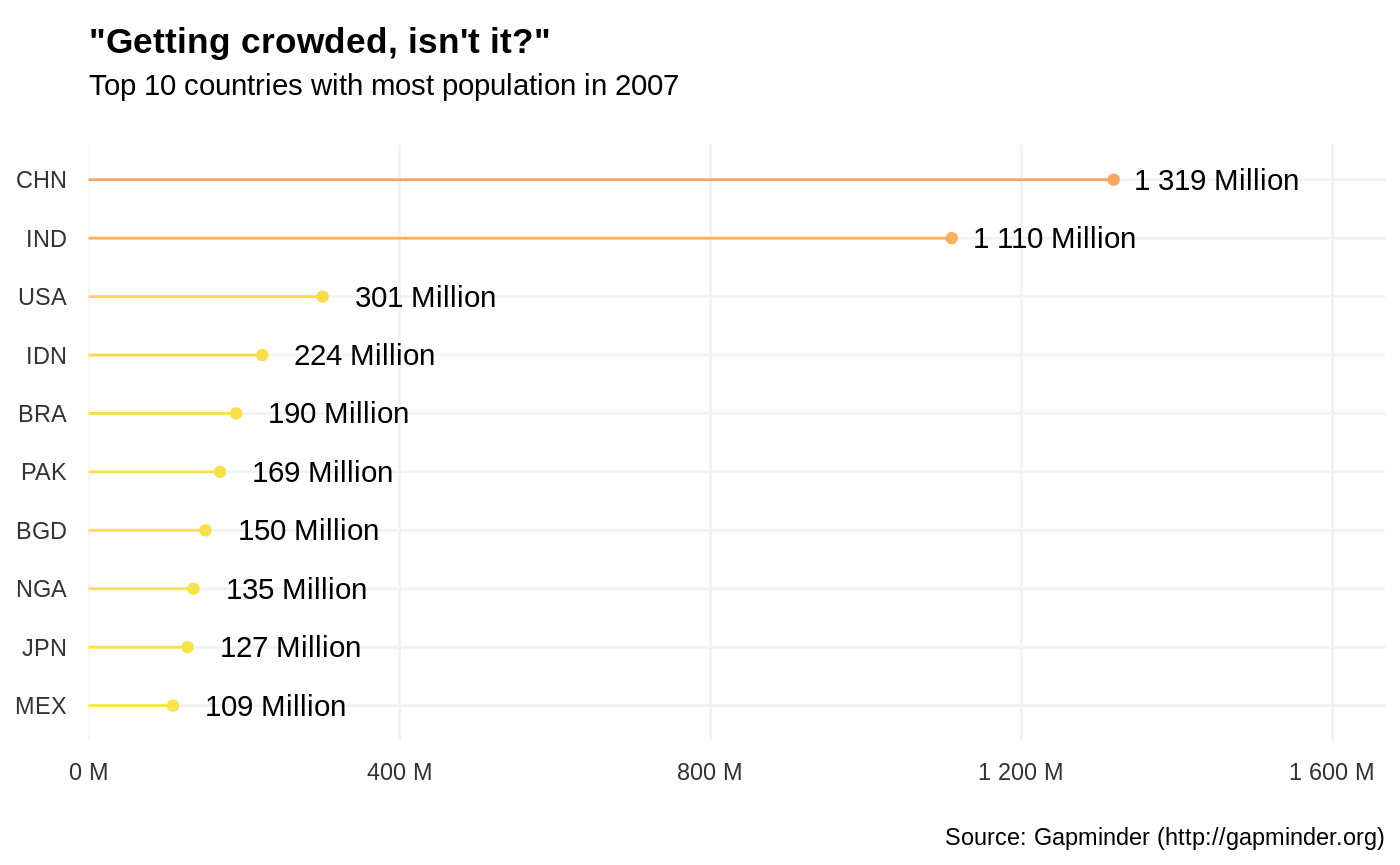 "Getting crowded, isn't it?"
Top 10 countries with most population in 2007
CHN 1 319 Million
IND 1 110 Million
USA 301 Million
IDN 224 Million
BRA 190 Million
PAK 169 Million
BGD 150 Million
NGA 135 Million
JPN 127 Million
MEX 109 Million
0 M 400 M 800 M 1 200 M 1 600 M
Source: Gapminder (http://gapminder.org)